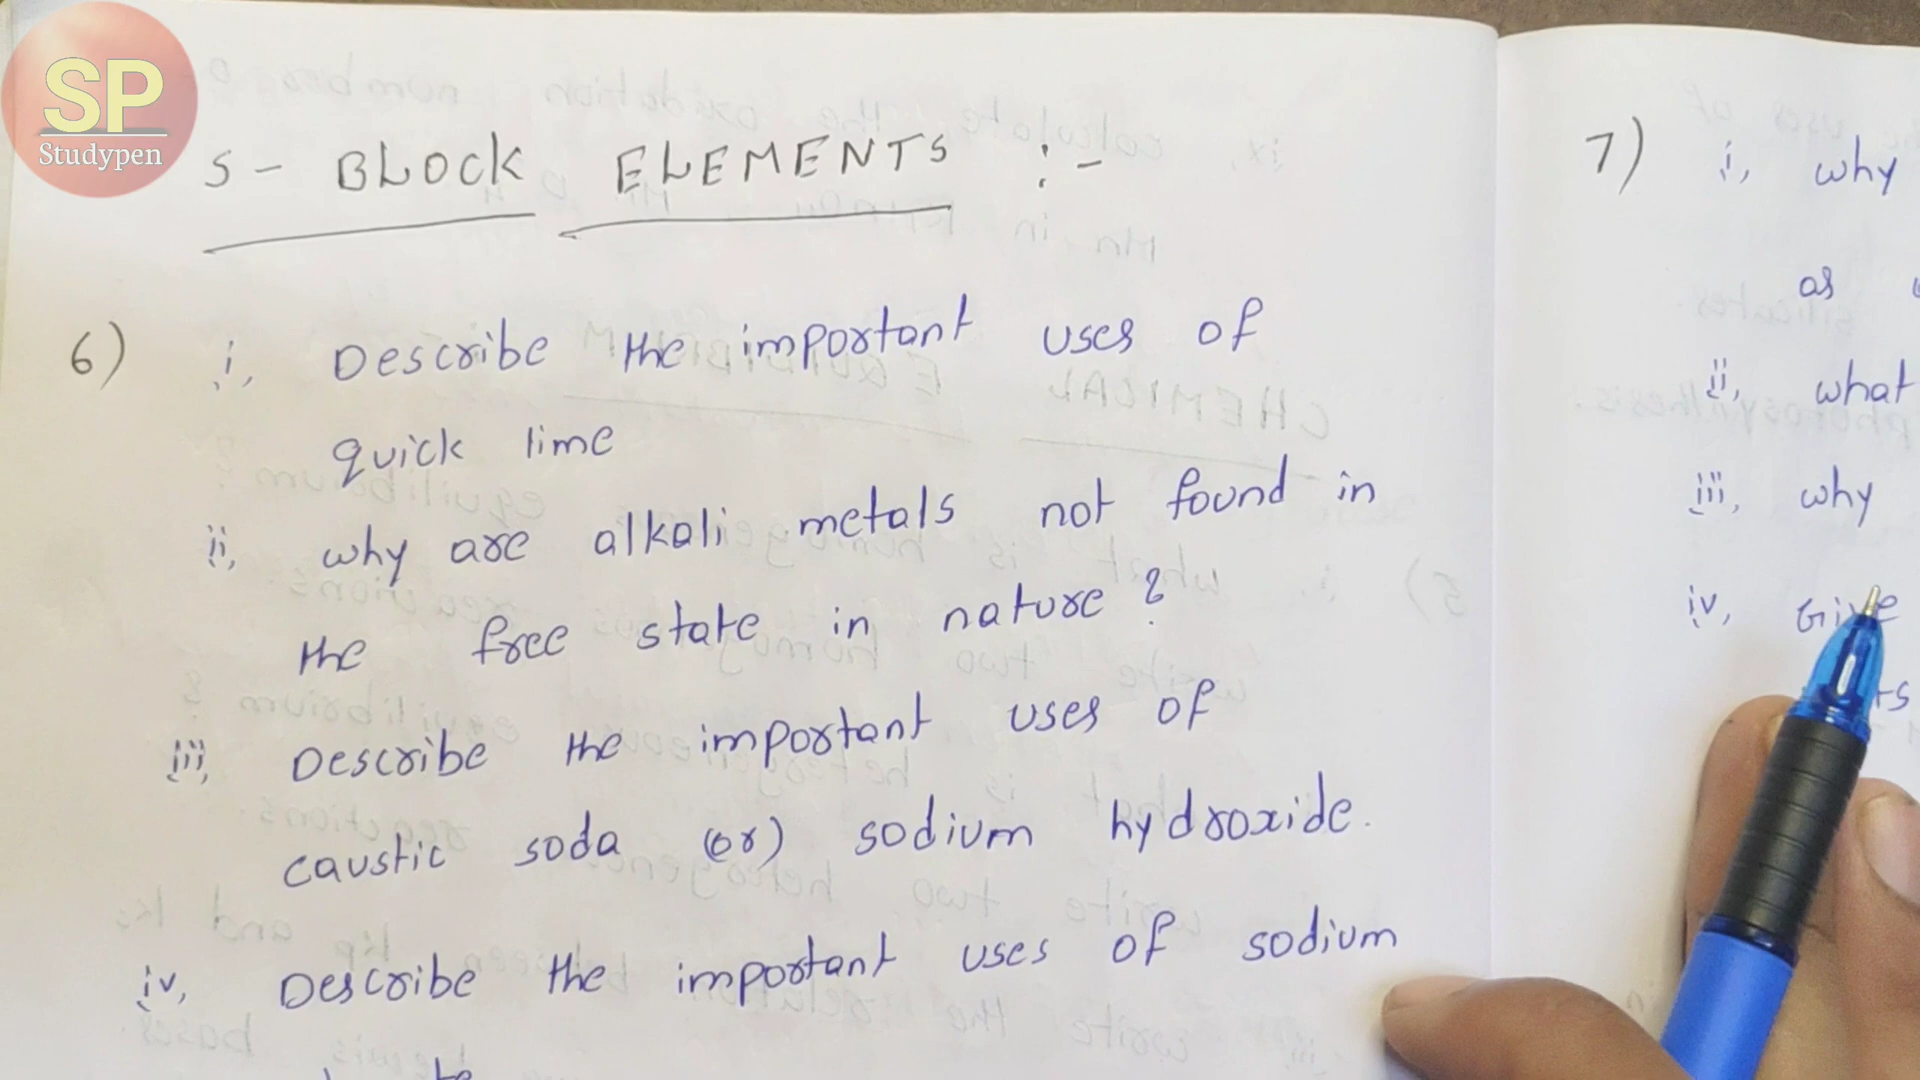 SP
Studypen
S - BLOCK ELEMENTS :-
6) i, Describe the important uses of
quick lime
ii, why are alkali metals not found in
the free state in nature?
iii, Describe the important uses of
caustic soda (or) sodium hydroxide.
iv, Describe the important uses of sodium
7) i, why
as
ii, what
iii, why
iv, Give